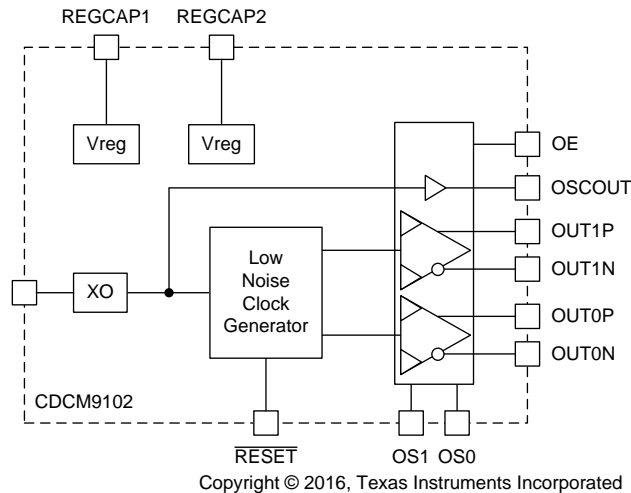 REGCAP1 REGCAP2
Vreg Vreg
OE
OSCOUT
OUT1P
Low
Noise
Clock
Generator
XO
OUT1N
OUT0P
OUT0N
CDCM9102
RESET OS1 OS0
Copyright © 2016, Texas Instruments Incorporated